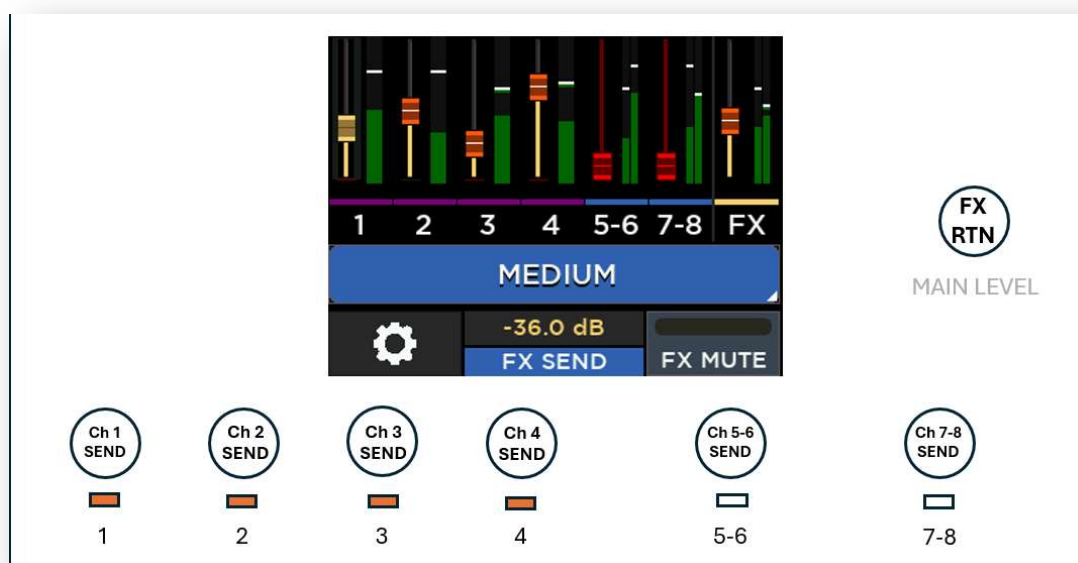 1 2 3 4 5-6 7-8 FX
FX
RTN
MEDIUM
MAIN LEVEL
-36.0 dB
FX SEND
FX MUTE
Ch 1
SEND
Ch 2
SEND
Ch 3
SEND
Ch 4
SEND
Ch 5-6
SEND
Ch 7-8
SEND
1 2 3 4 5-6 7-8